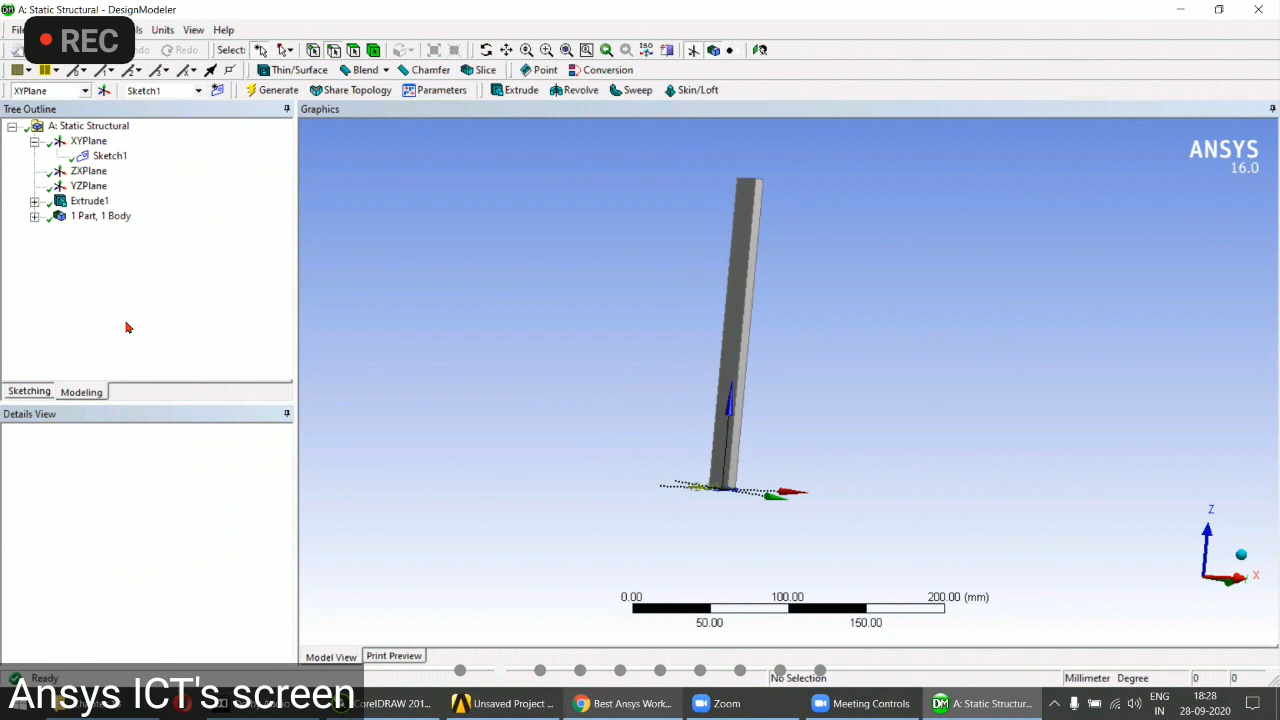 A: Static Structural - DesignModeler
File
View Units View Help
REC
Undo Redo Select:
Thin/Surface Blend Chamfer Slice Point Conversion
XYPlane Sketch1 Generate Share Topology Parameters Extrude Revolve Sweep Skin/Loft
Tree Outline
Graphics
A: Static Structural
XYPlane
Sketch1
ZXPlane
YZPlane
Extrude1
1 Part, 1 Body
ANSYS
16.0
Sketching Modeling
Details View
Z
X
0.00 100.00 200.00 (mm)
50.00 150.00
Model View Print Preview
Ready
No Selection
Millimeter Degree 0 0
Ansys ICT's screen
CorelDRAW 201...
Unsaved Project ...
Best Ansys Work...
Zoom
Meeting Controls
A: Static Structur...
ENG
IN
18:28
28-09-2020